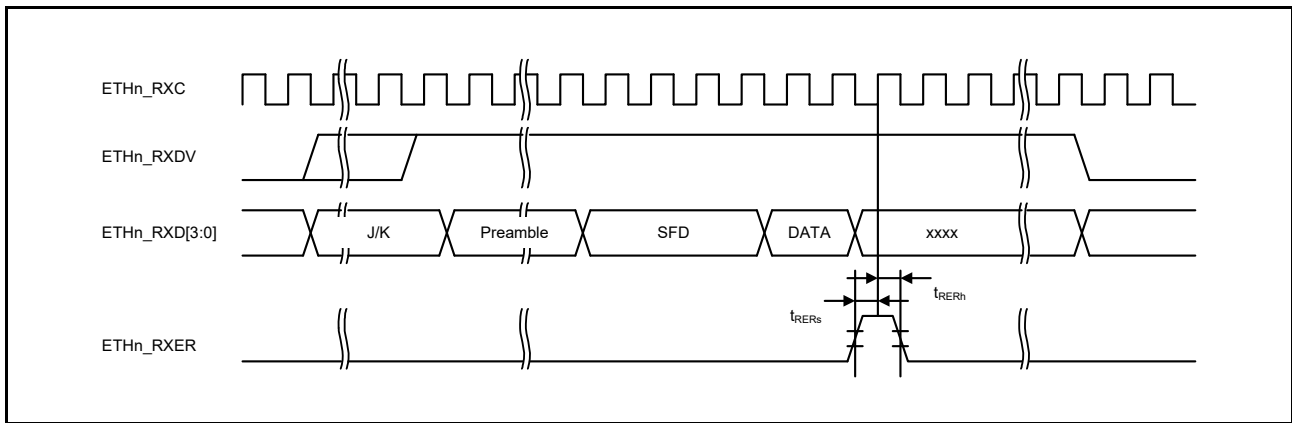 ETHn_RXC
ETHn_RXDV
ETHn_RXD[3:0] J/K Preamble SFD DATA xxxx
tRERh
tRERs
ETHn_RXER